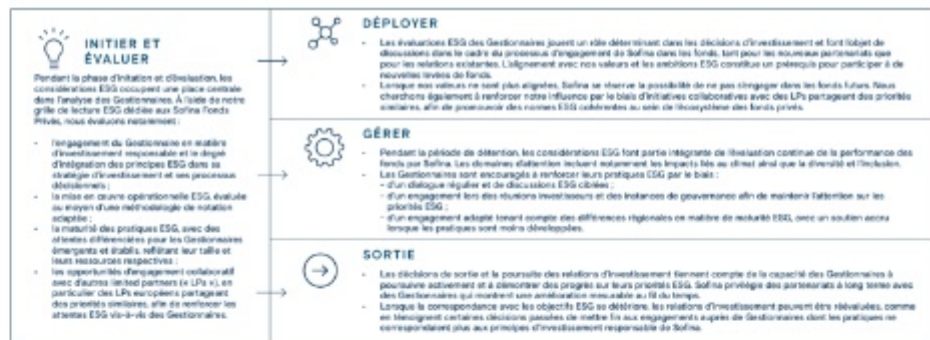 INITIER ET
ÉVALUER
Pendant la phase d'initiation et d'évaluation, les
considérations ESG occupent une place centrale
dans l'analyse des Gestionnaires. À l'aide de notre
grille de lecture ESG dédiée aux Sofina Fonds
Privés, nous évaluons notamment :
- l'engagement du Gestionnaire en matière
d'investissement responsable et le degré
d'intégration des principes ESG dans sa
stratégie d'investissement et ses processus
décisionnels ;
- la mise en œuvre opérationnelle ESG, évaluée
au moyen d'une méthodologie de notation
adaptée ;
- la maturité des pratiques ESG, avec des
attentes différenciées pour les Gestionnaires
émergents et établis, reflétant leur taille et
leurs ressources respectives ;
- les opportunités d'engagement collaboratif
avec d'autres limited partners (« LPs »), en
particulier des LPs européens partageant
des priorités similaires, afin de renforcer les
attentes ESG vis-à-vis des Gestionnaires.
DÉPLOYER
- Les évaluations ESG des Gestionnaires jouent un rôle déterminant dans les décisions d'investissement et font l'objet de
discussions dans le cadre du processus d'engagement de Sofina dans les fonds, tant pour les nouveaux partenariats que
pour les relations existantes. L'alignement avec nos valeurs et les ambitions ESG constitue un prérequis pour participer à de
nouvelles levées de fonds.
- Lorsque nos valeurs ne sont plus alignées, Sofina se réserve la possibilité de ne pas s'engager dans les fonds futurs. Nous
cherchons également à renforcer notre influence par le biais d'initiatives collaboratives avec des LPs partageant des priorités
similaires, afin de promouvoir des normes ESG cohérentes au sein de l'écosystème des fonds privés.
GÉRER
- Pendant la période de détention, les considérations ESG font partie intégrante de l'évaluation continue de la performance des
fonds par Sofina. Les domaines d'attention incluent notamment les impacts liés au climat ainsi que la diversité et l'inclusion.
- Les Gestionnaires sont encouragés à renforcer leurs pratiques ESG par le biais :
– d'un dialogue régulier et de discussions ESG ciblées ;
– d'un engagement lors des réunions investisseurs et des instances de gouvernance afin de maintenir l'attention sur les
priorités ESG ;
– d'un engagement adapté tenant compte des différences régionales en matière de maturité ESG, avec un soutien accru
lorsque les pratiques sont moins développées.
SORTIE
- Les décisions de sortie et la poursuite des relations d'investissement tiennent compte de la capacité des Gestionnaires à
poursuivre activement et à démontrer des progrès sur leurs priorités ESG. Sofina privilégie des partenariats à long terme avec
des Gestionnaires qui montrent une amélioration mesurable au fil du temps.
- Lorsque la correspondance avec les objectifs ESG se détériore, les relations d'investissement peuvent être réévaluées, comme
en témoignent certaines décisions passées de mettre fin aux engagements auprès de Gestionnaires dont les pratiques ne
correspondaient plus aux principes d'investissement responsable de Sofina.